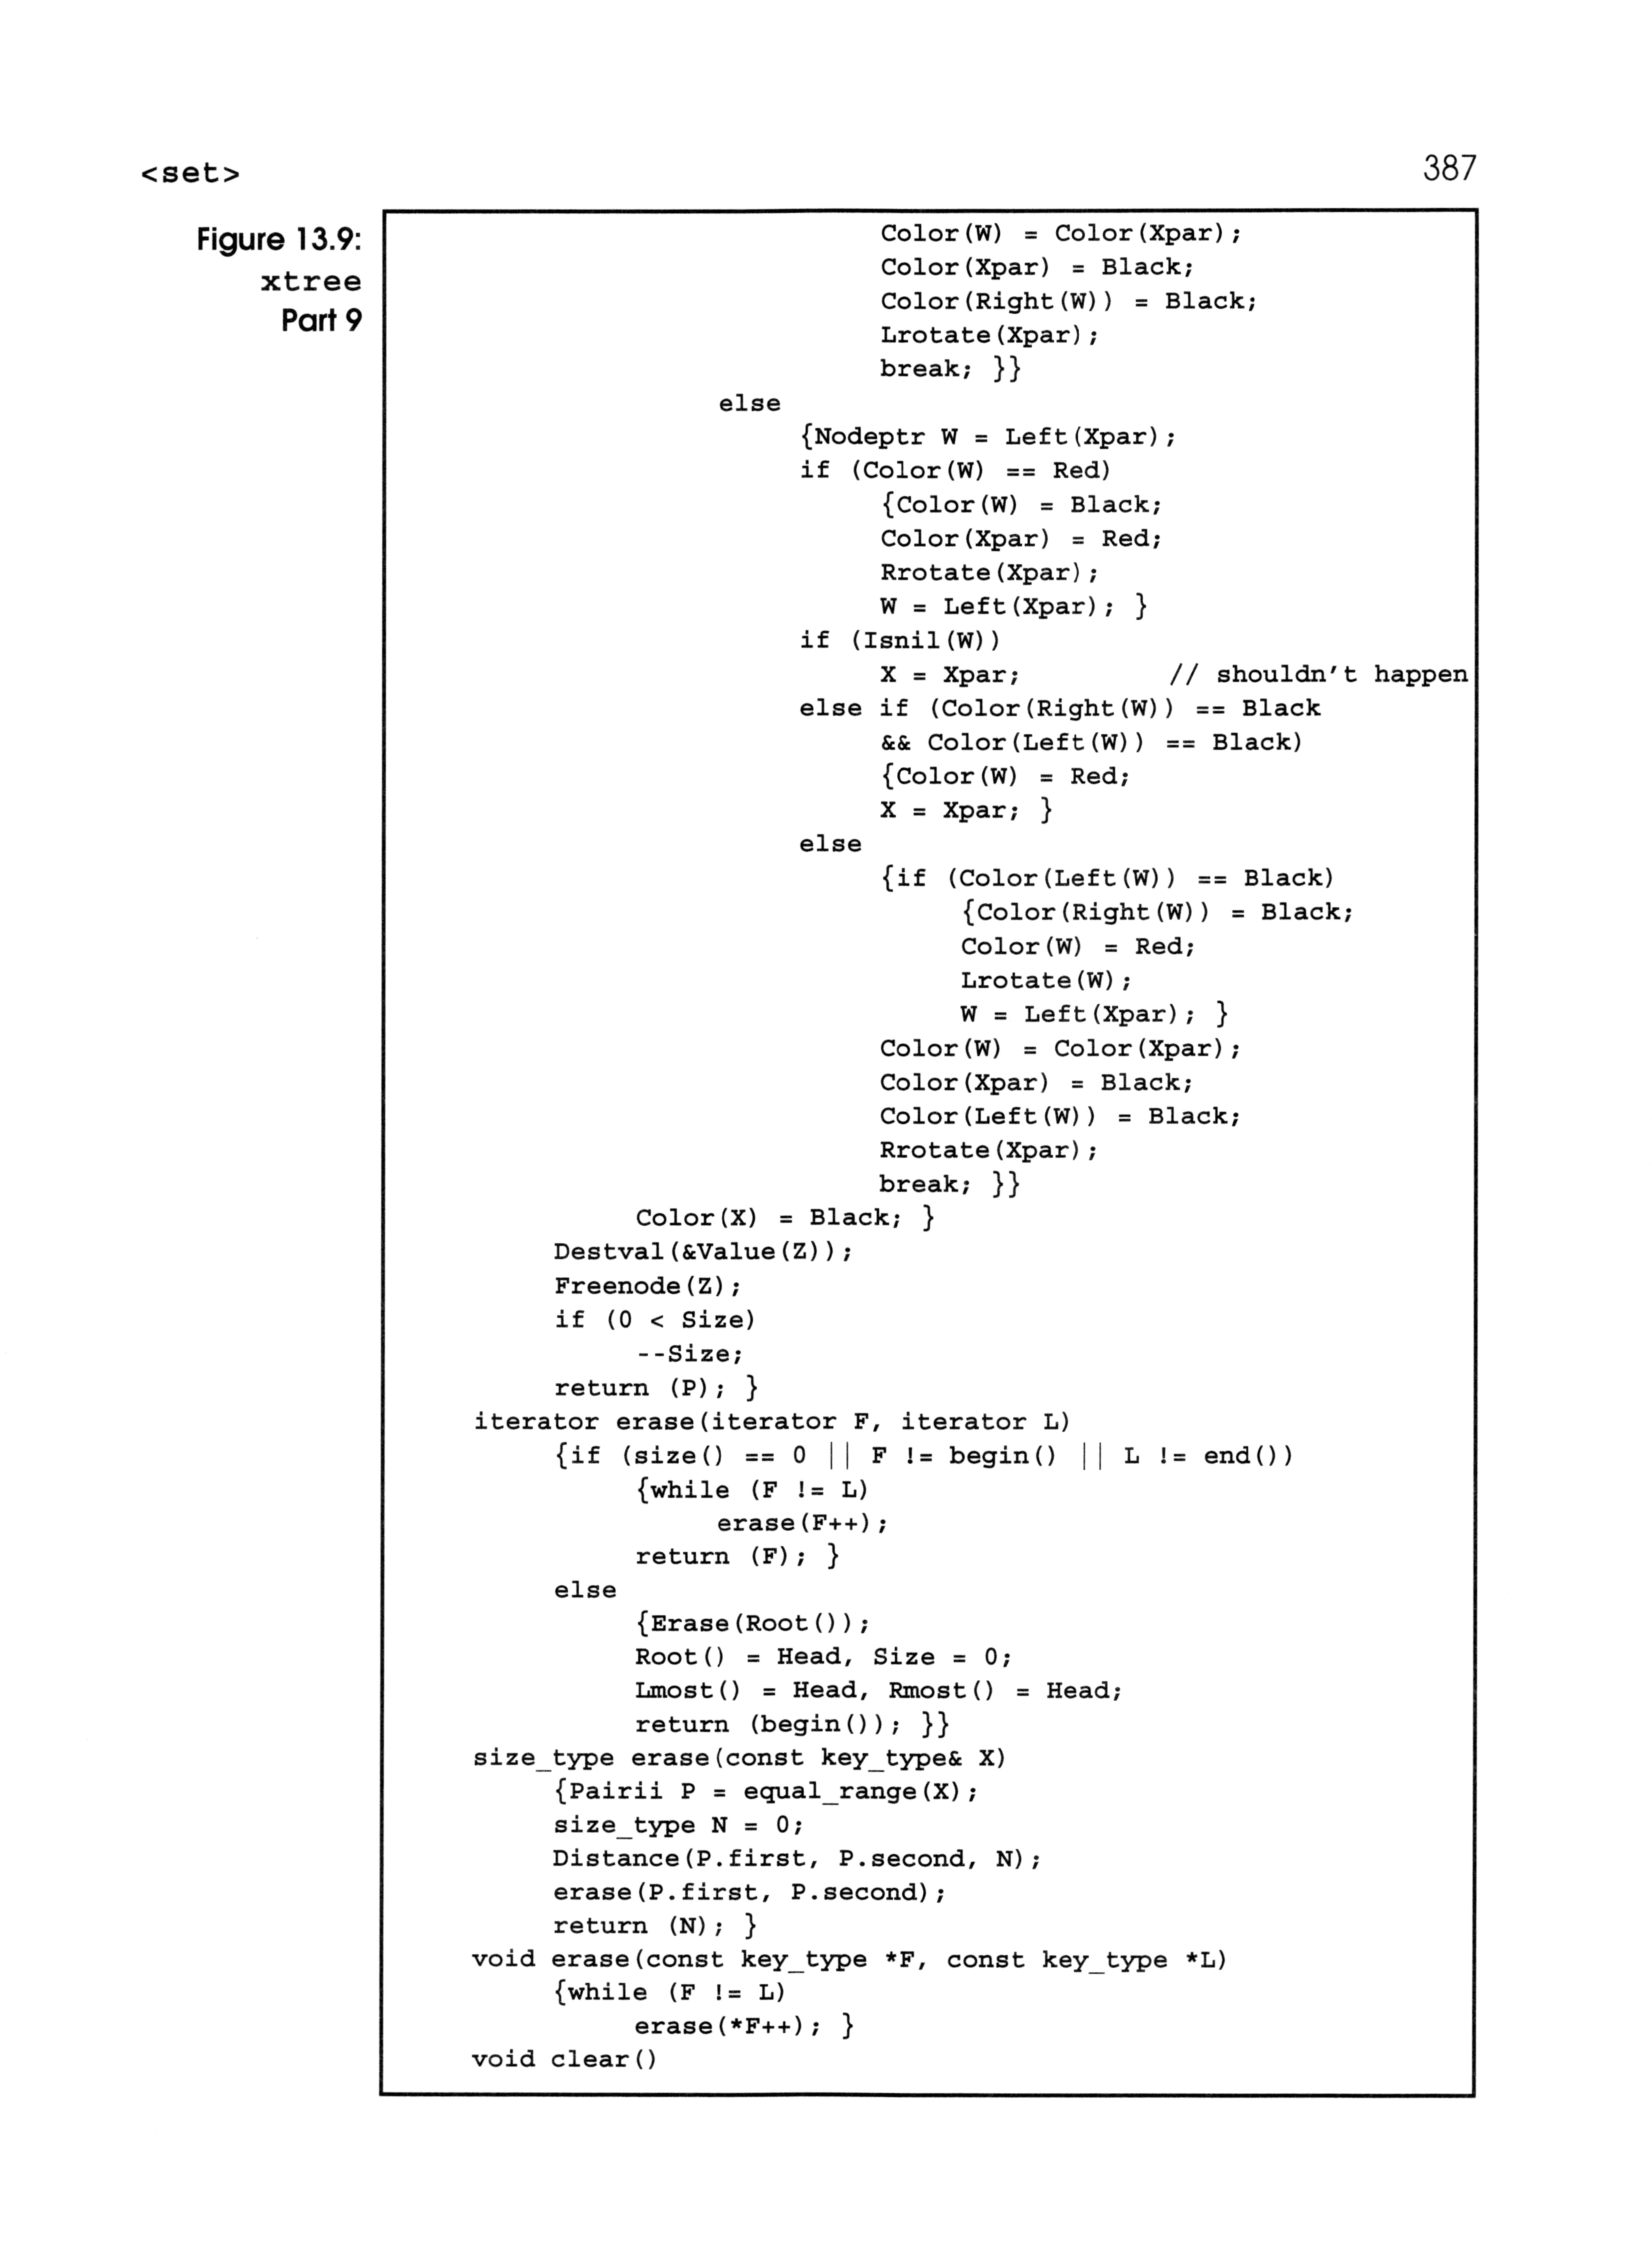 <set>
387
Figure 13.9:
xtree
Part 9
Color(W) = Color(Xpar);
Color(Xpar) = Black;
Color(Right(W)) = Black;
Lrotate(Xpar);
break; }}
else
{Nodeptr W = Left(Xpar);
if (Color(W) == Red)
{Color(W) = Black;
Color(Xpar) = Red;
Rrotate(Xpar);
W = Left(Xpar); }
if (Isnil(W))
X = Xpar; // shouldn't happen
else if (Color(Right(W)) == Black
&& Color(Left(W)) == Black)
{Color(W) = Red;
X = Xpar; }
else
{if (Color(Left(W)) == Black)
{Color(Right(W)) = Black;
Color(W) = Red;
Lrotate(W);
W = Left(Xpar); }
Color(W) = Color(Xpar);
Color(Xpar) = Black;
Color(Left(W)) = Black;
Rrotate(Xpar);
break; }}
Color(X) = Black; }
Destval(&Value(Z));
Freenode(Z);
if (0 < Size)
--Size;
return (P); }
iterator erase(iterator F, iterator L)
{if (size() == 0 || F != begin() || L != end())
{while (F != L)
erase(F++);
return (F); }
else
{Erase(Root());
Root() = Head, Size = 0;
Lmost() = Head, Rmost() = Head;
return (begin()); }}
size_type erase(const key_type& X)
{Pairii P = equal_range(X);
size_type N = 0;
Distance(P.first, P.second, N);
erase(P.first, P.second);
return (N); }
void erase(const key_type *F, const key_type *L)
{while (F != L)
erase(*F++); }
void clear()